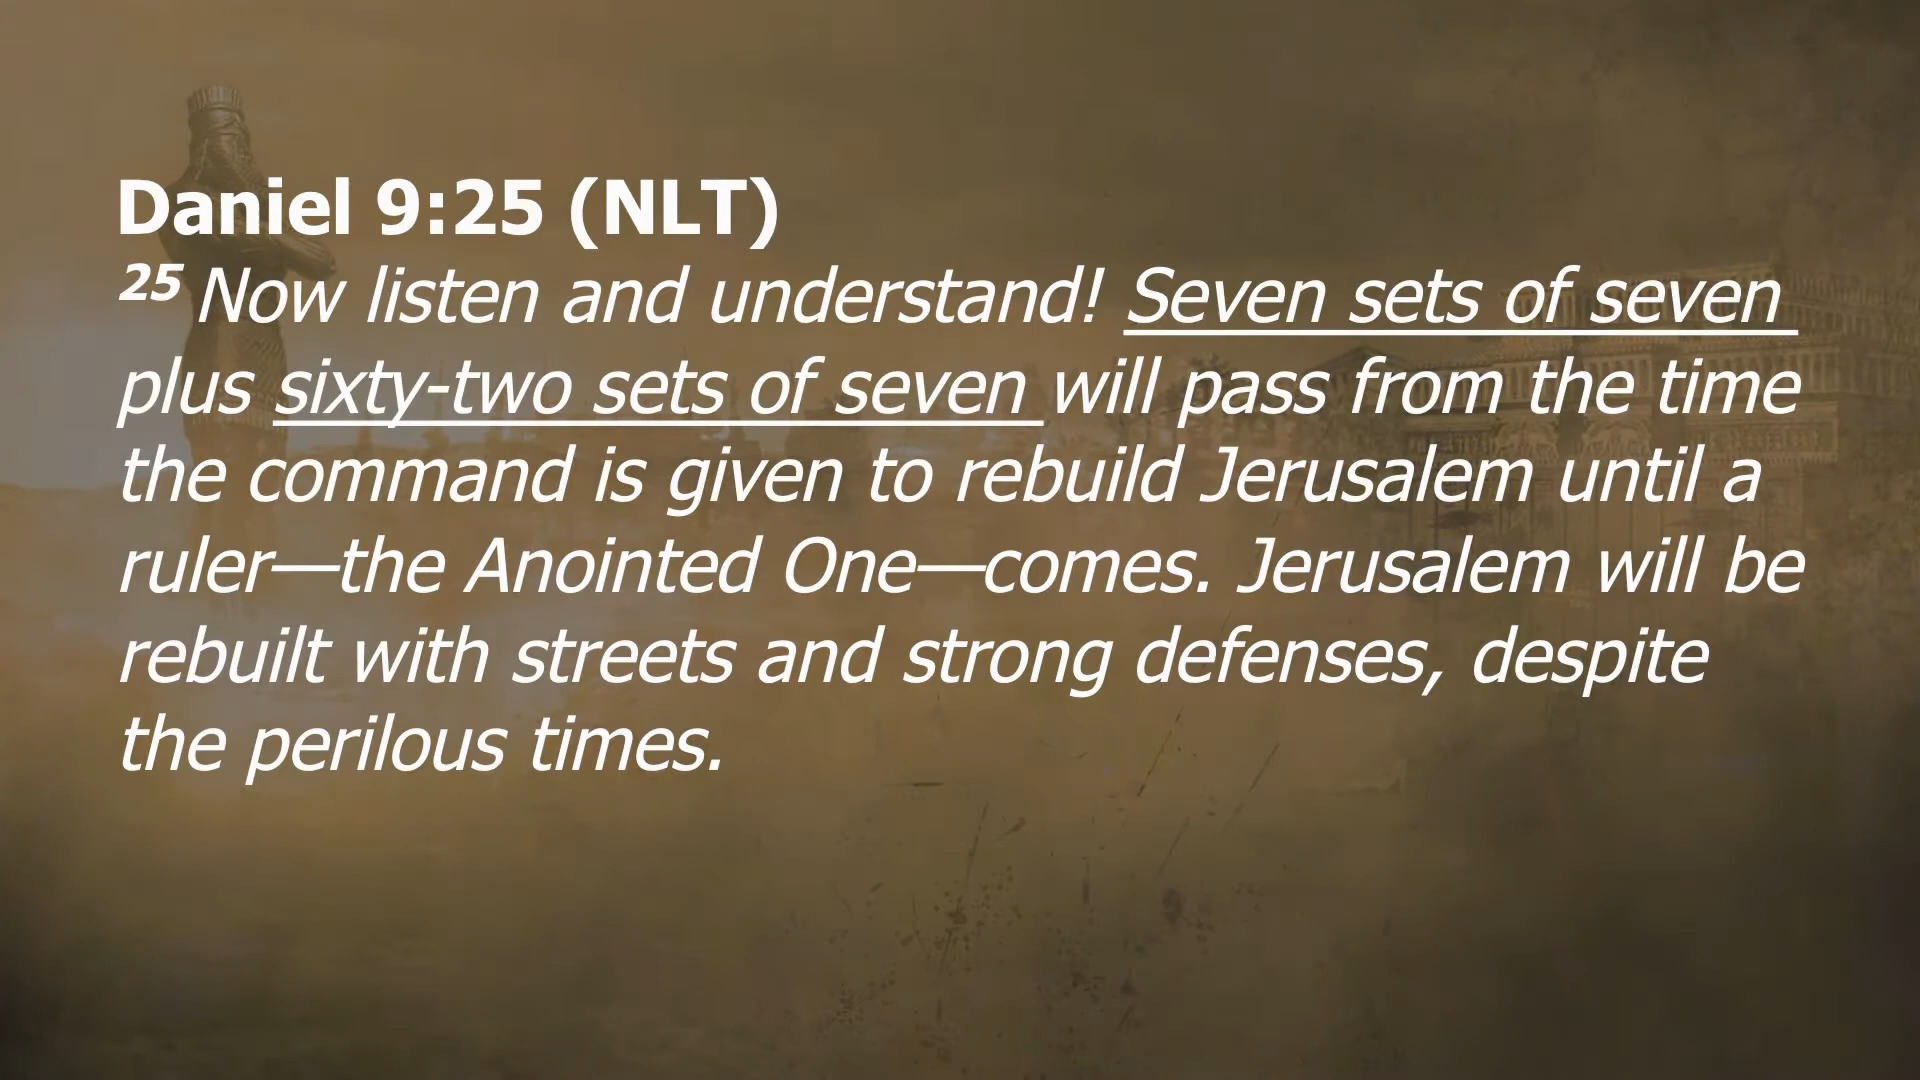 Daniel 9:25 (NLT)
25 Now listen and understand! Seven sets of seven
plus sixty-two sets of seven will pass from the time
the command is given to rebuild Jerusalem until a
ruler—the Anointed One—comes. Jerusalem will be
rebuilt with streets and strong defenses, despite
the perilous times.